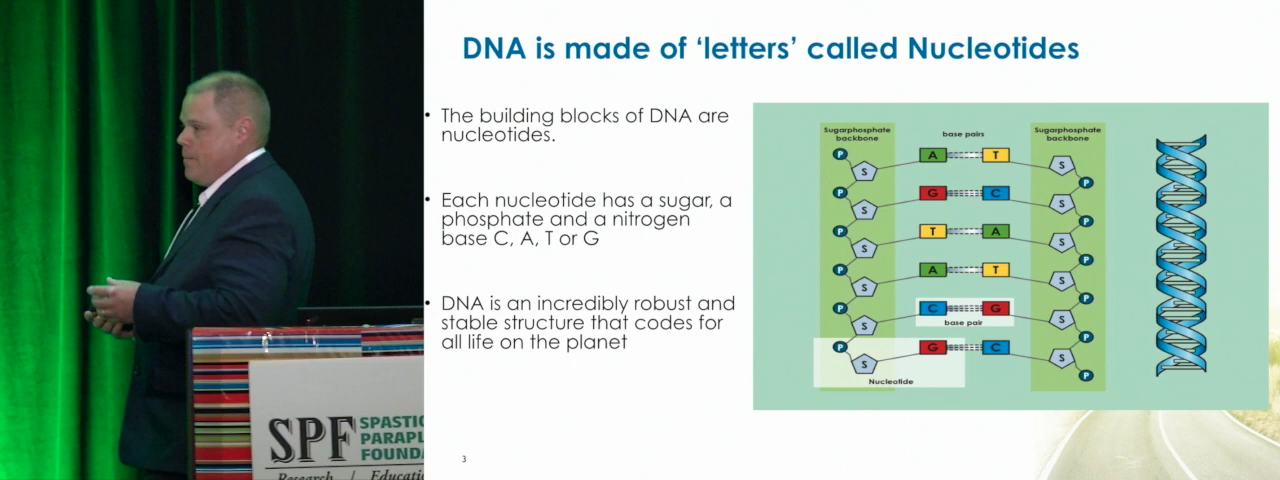 DNA is made of ‘letters’ called Nucleotides
• The building blocks of DNA are
nucleotides.
• Each nucleotide has a sugar, a
phosphate and a nitrogen
base C, A, T or G
• DNA is an incredibly robust and
stable structure that codes for
all life on the planet
Sugarphosphate
backbone
base pairs
Sugarphosphate
backbone
P
S
A
T
S
P
P
S
G
C
S
P
P
S
T
A
S
P
P
S
A
T
S
P
P
S
C
G
S
P
base pair
P
S
G
C
S
P
Nucleotide
3
SPF
SPASTIC
PARAPL
FOUNDA
Research / Educatio